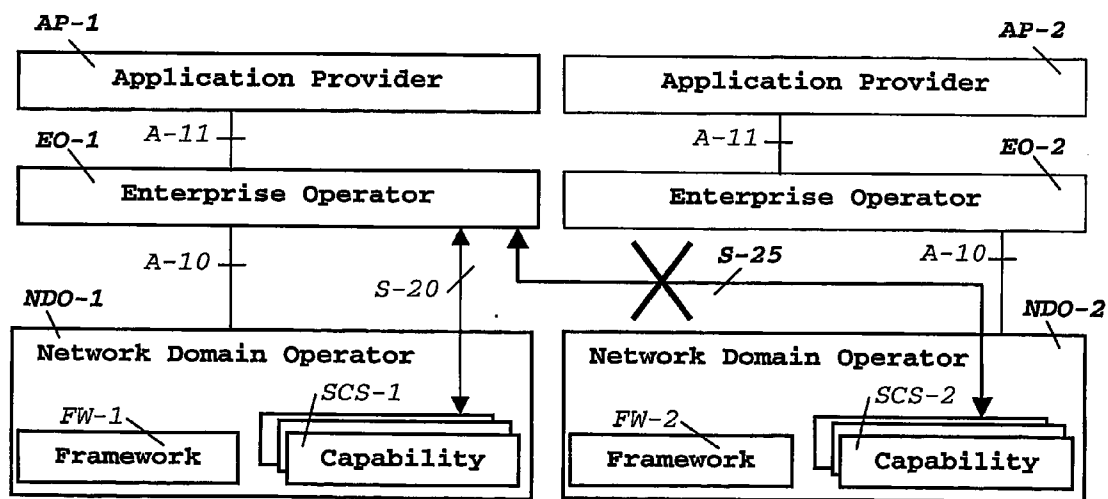 AP-1
AP-2
Application Provider
Application Provider
A-11
A-11
EO-1
EO-2
Enterprise Operator
Enterprise Operator
A-10
S-20
S-25
A-10
NDO-1
NDO-2
Network Domain Operator
Network Domain Operator
SCS-1
SCS-2
FW-1
FW-2
Framework
Capability
Framework
Capability